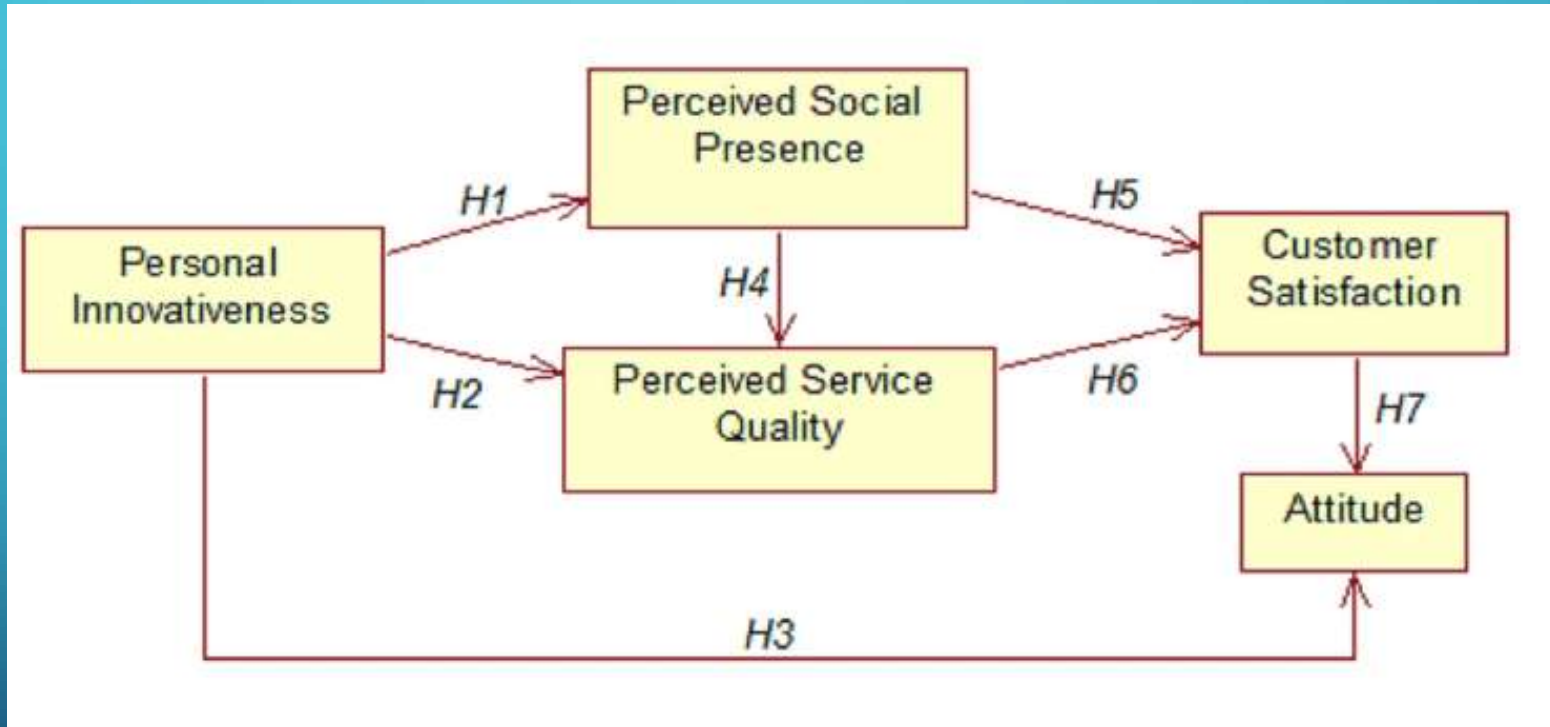 Perceived Social
Presence
H1
H5
Personal
Innovativeness
Customer
Satisfaction
H4
H2
Perceived Service
Quality
H6
H7
Attitude
H3